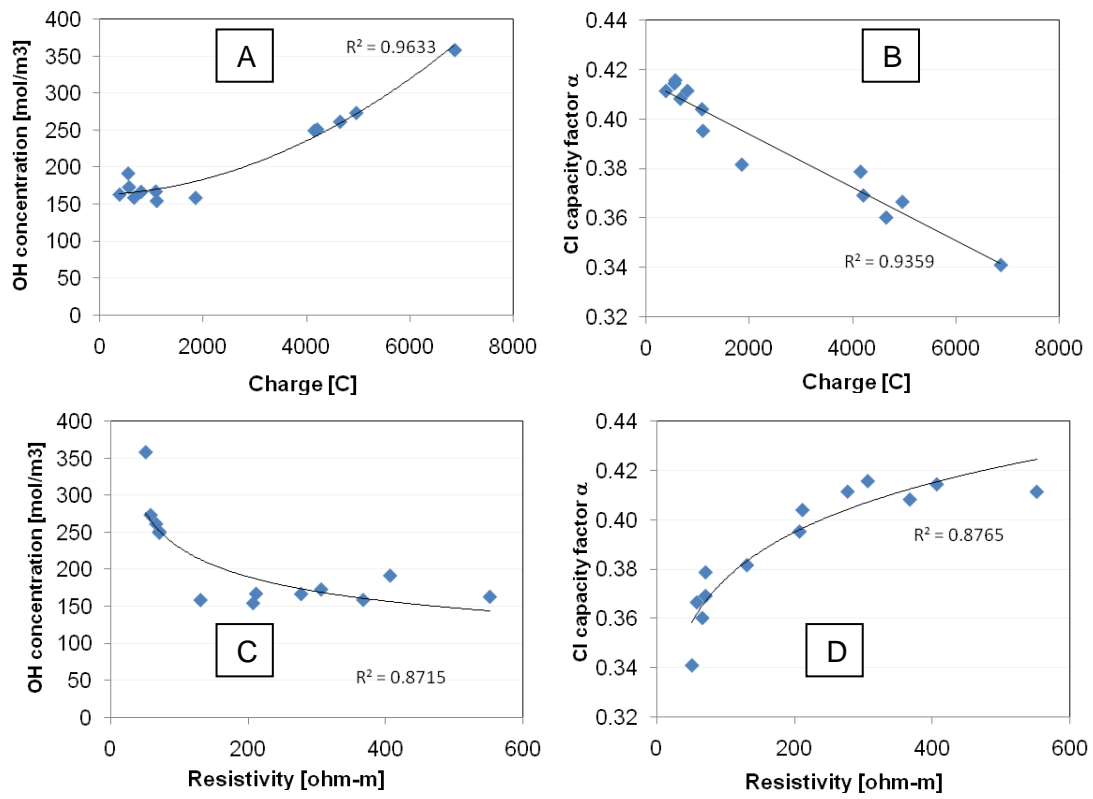 A
R² = 0.9633
OH concentration [mol/m3]
400
350
300
250
200
150
100
50
0
0 2000 4000 6000 8000
Charge [C]
B
R² = 0.9359
Cl capacity factor α
0.44
0.42
0.40
0.38
0.36
0.34
0.32
0 2000 4000 6000 8000
Charge [C]
C
R² = 0.8715
OH concentration [mol/m3]
400
350
300
250
200
150
100
50
0
0 200 400 600
Resistivity [ohm-m]
D
R² = 0.8765
Cl capacity factor α
0.44
0.42
0.40
0.38
0.36
0.34
0.32
0 200 400 600
Resistivity [ohm-m]